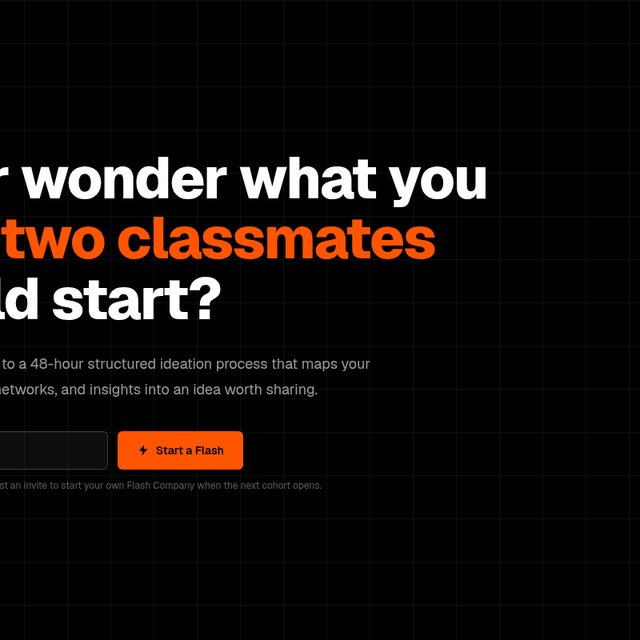 r wonder what you
two classmates
ld start?
to a 48-hour structured ideation process that maps your
networks, and insights into an idea worth sharing.
Start a Flash
st an invite to start your own Flash Company when the next cohort opens.